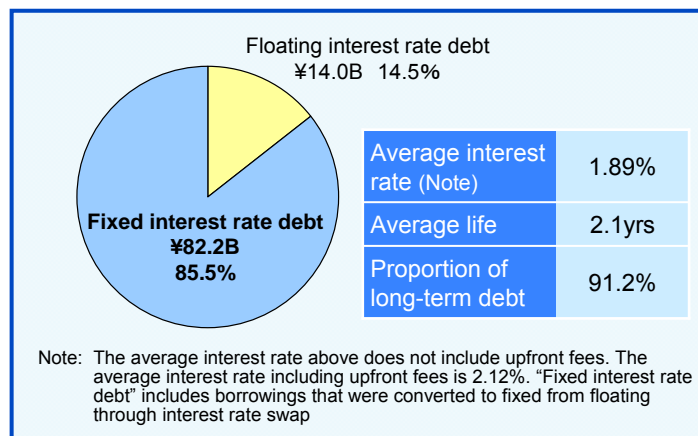 Floating interest rate debt
¥14.0B 14.5%
Fixed interest rate debt
¥82.2B
85.5%
Average interest
rate (Note)
1.89%
Average life
2.1yrs
Proportion of
long-term debt
91.2%
Note: The average interest rate above does not include upfront fees. The
average interest rate including upfront fees is 2.12%. “Fixed interest rate
debt” includes borrowings that were converted to fixed from floating
through interest rate swap